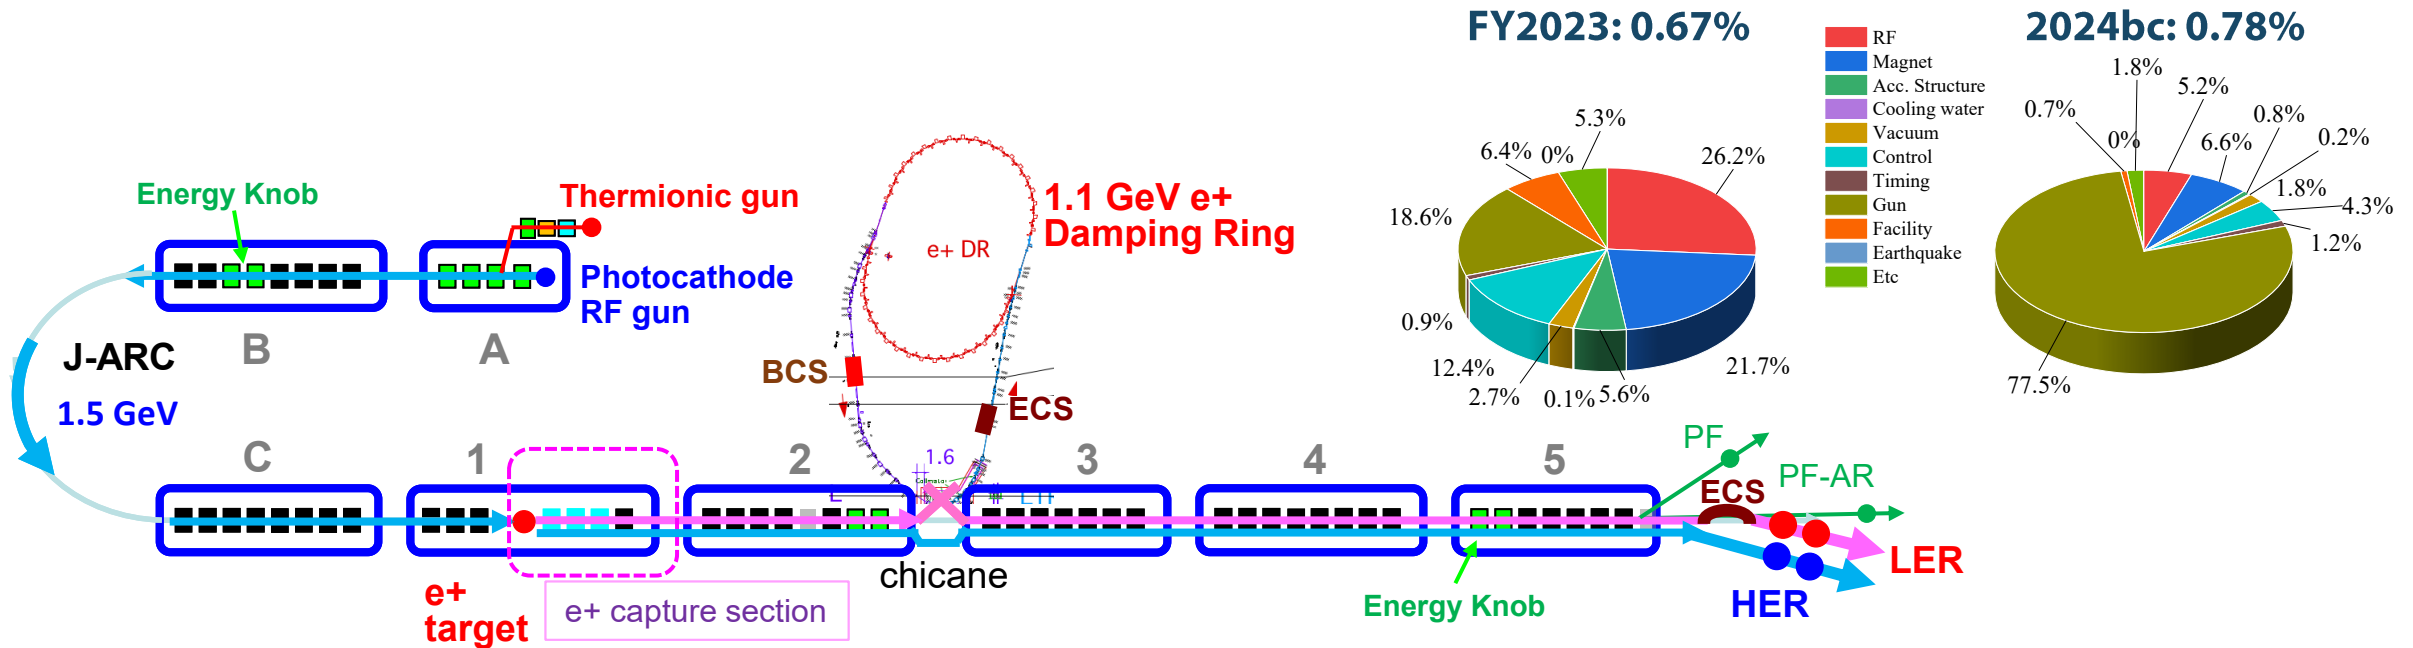 FY2023: 0.67%
2024bc: 0.78%
RF
Magnet
Acc. Structure
Cooling water
Vacuum
Control
Timing
Gun
Facility
Earthquake
Etc
5.3%
6.4%
0%
26.2%
18.6%
0.9%
12.4%
2.7%
0.1%
5.6%
21.7%
1.8%
5.2%
0.7%
0%
0.8%
6.6%
0.2%
1.8%
4.3%
1.2%
77.5%
Energy Knob
Thermionic gun
Photocathode
RF gun
B
A
J-ARC
1.5 GeV
1.1 GeV e+
Damping Ring
e+ DR
BCS
ECS
1.6
C
1
2
3
4
5
PF
PF-AR
ECS
LER
HER
chicane
e+
target
e+ capture section
Energy Knob